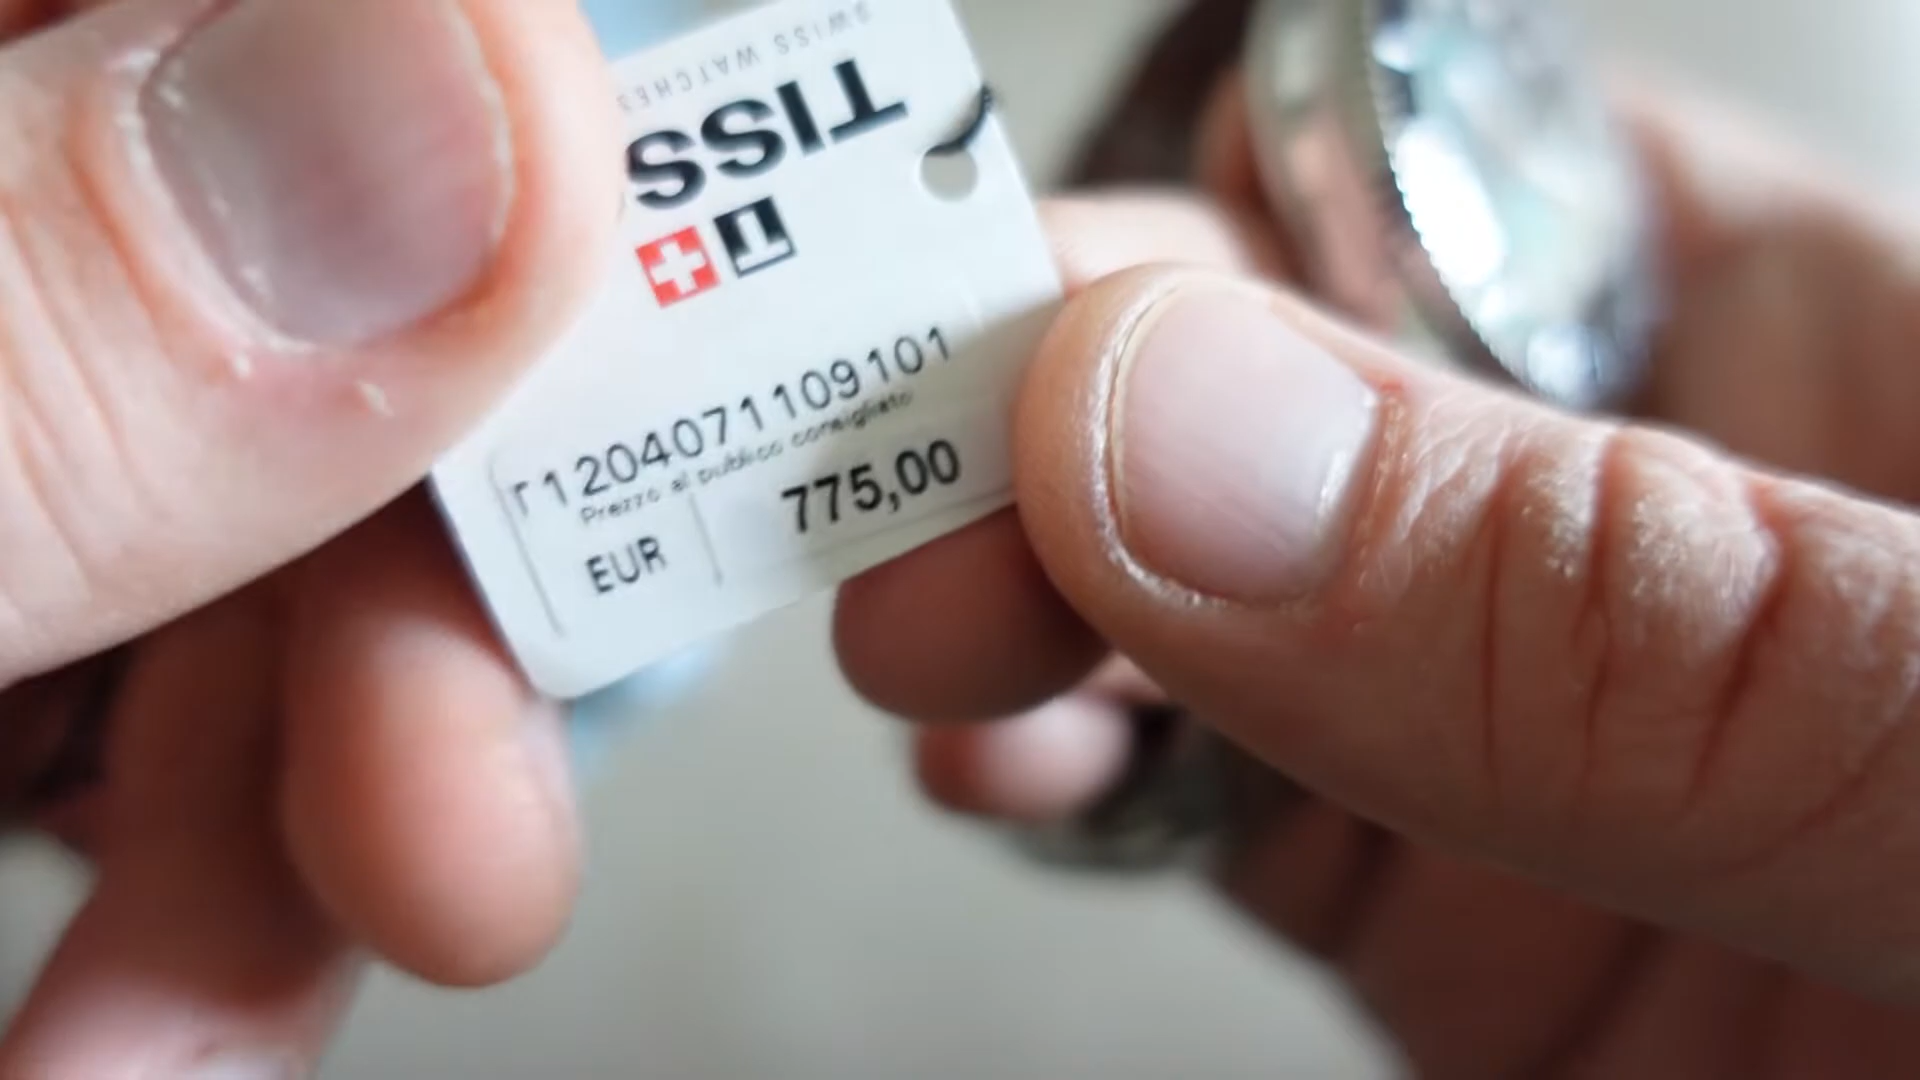 SWISS WATCHES
TISS
T
T1204071109101
Prezzo al pubblico consigliato
EUR 775,00